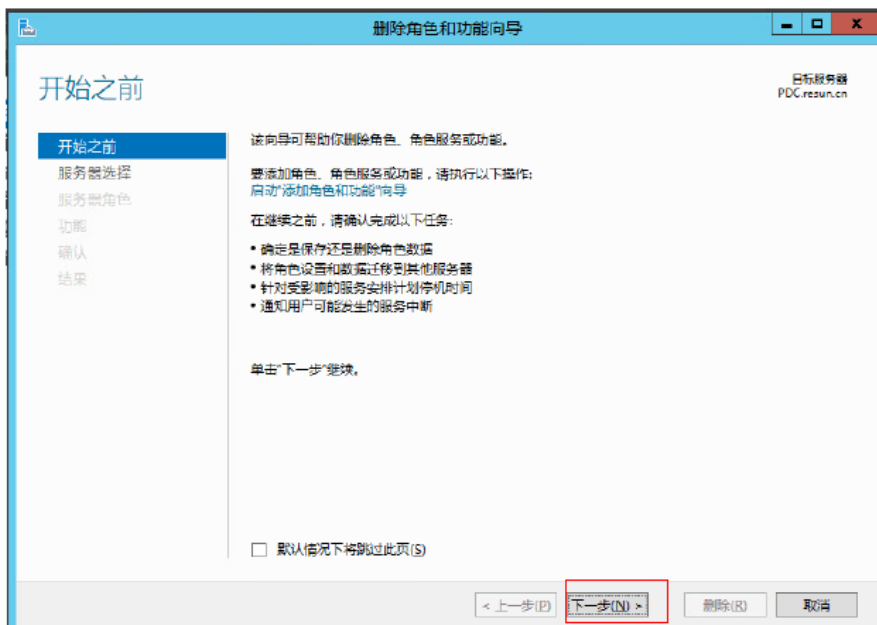 删除角色和功能向导
开始之前
目标服务器
PDC.resun.cn
开始之前
服务器选择
服务器角色
功能
确认
结果
该向导可帮助你删除角色、角色服务或功能。
要添加角色、角色服务或功能，请执行以下操作:
启动"添加角色和功能"向导
在继续之前，请确认完成以下任务:
• 确定是保存还是删除角色数据
• 将角色设置和数据迁移到其他服务器
• 针对受影响的服务安排计划停机时间
• 通知用户可能发生的服务中断
单击"下一步"继续。
默认情况下将跳过此页(S)
< 上一步(P)
下一步(N) >
删除(R)
取消